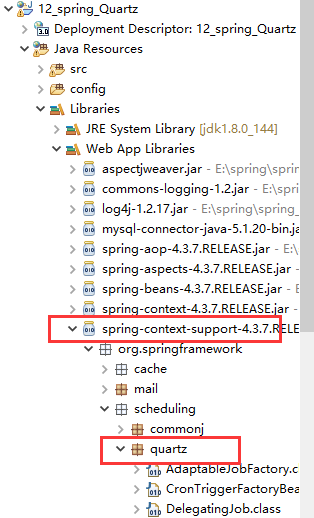 12_spring_Quartz
Deployment Descriptor: 12_spring_Quartz
Java Resources
src
config
Libraries
JRE System Library [jdk1.8.0_144]
Web App Libraries
aspectjweaver.jar - E:\spring\spring
commons-logging-1.2.jar - E:\sp
log4j-1.2.17.jar - E:\spring\spring_
mysql-connector-java-5.1.20-bin.ja
spring-aop-4.3.7.RELEASE.jar - E:\s
spring-aspects-4.3.7.RELEASE.jar -
spring-beans-4.3.7.RELEASE.jar - E
spring-context-4.3.7.RELEASE.jar -
spring-context-support-4.3.7.RELE
org.springframework
cache
mail
scheduling
commonj
quartz
AdaptableJobFactory.c
CronTriggerFactoryBea
DelegatingJob.class